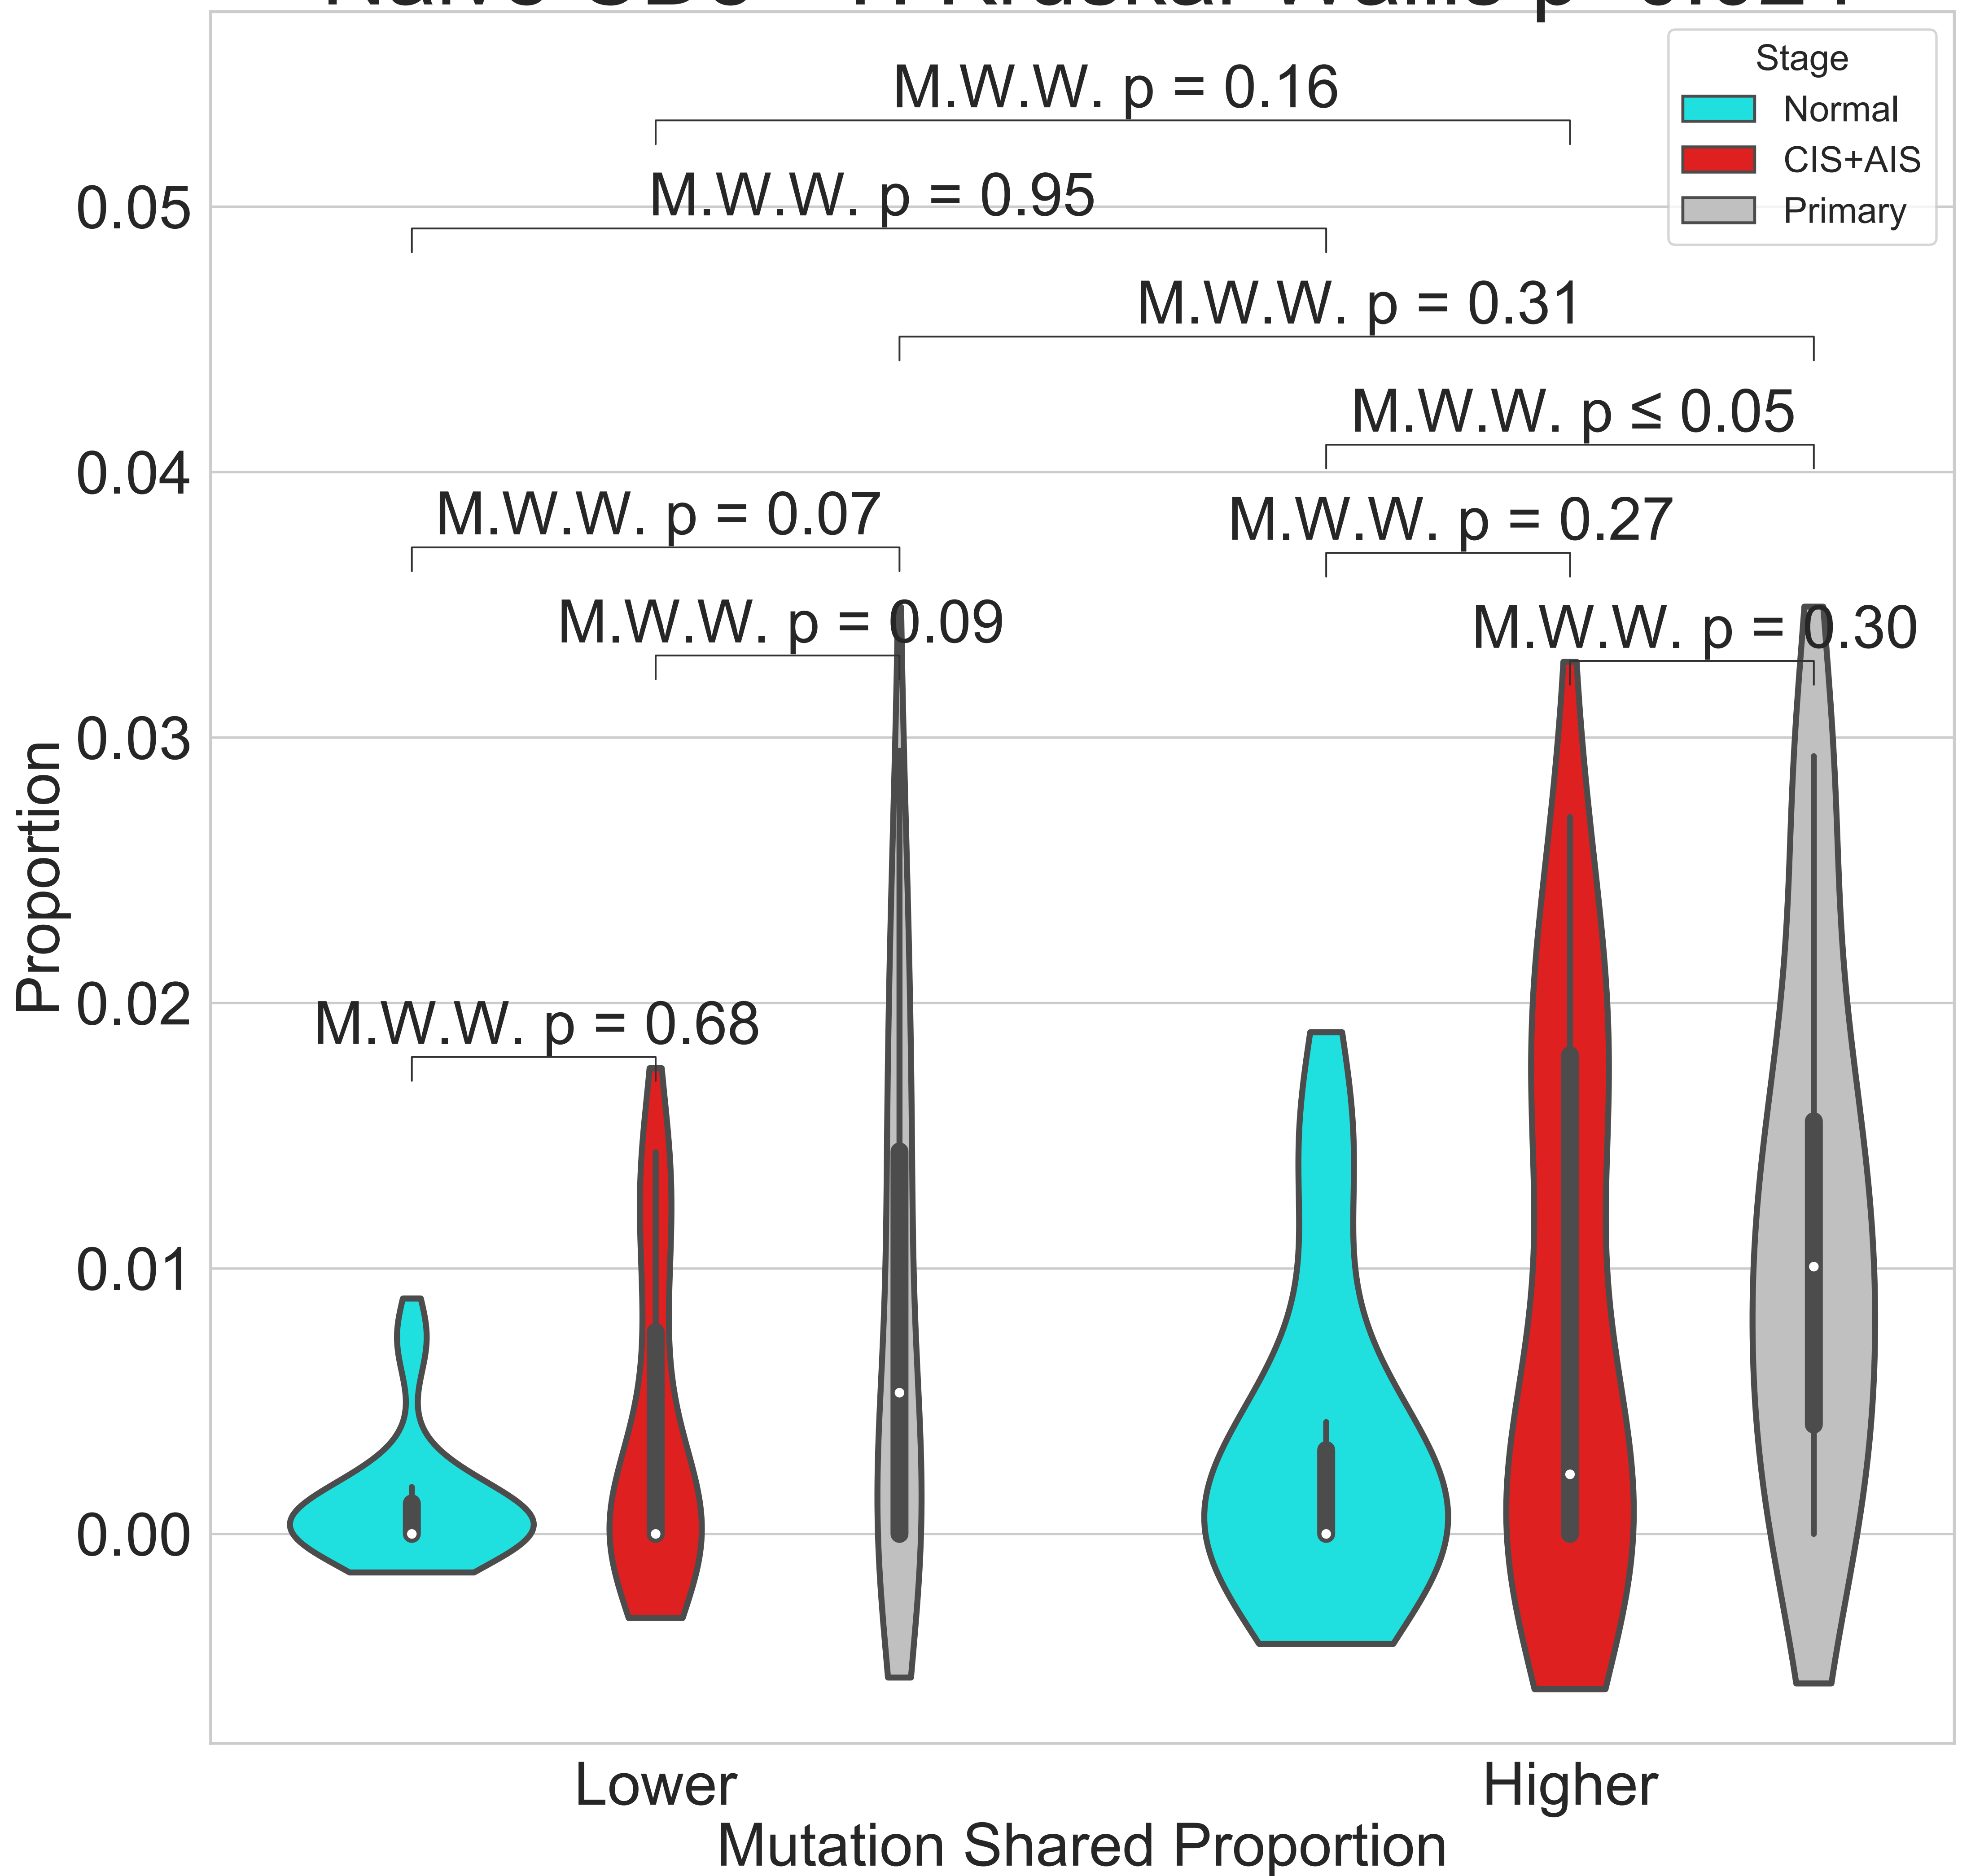 M.W.W. p = 0.16
M.W.W. p = 0.95
M.W.W. p = 0.31
M.W.W. p ≤ 0.05
M.W.W. p = 0.07
M.W.W. p = 0.27
M.W.W. p = 0.09
M.W.W. p = 0.30
M.W.W. p = 0.68
Stage
Normal
CIS+AIS
Primary
0.05
0.04
0.03
0.02
0.01
0.00
Proportion
Lower
Higher
Mutation Shared Proportion